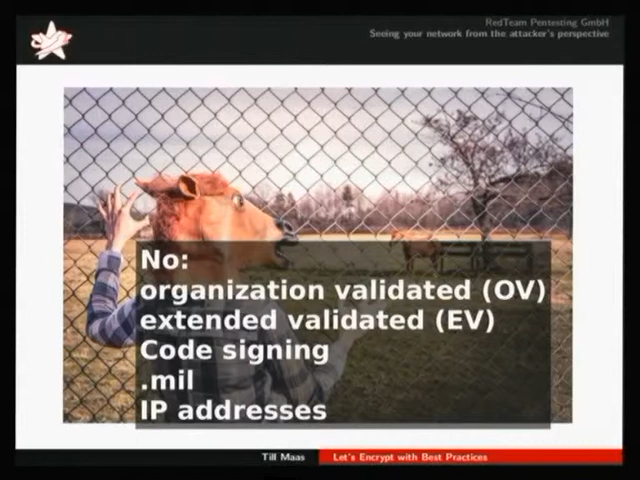 RedTeam Pentesting GmbH
Seeing your network from the attacker's perspective
No:
organization validated (OV)
extended validated (EV)
Code signing
.mil
IP addresses
Till Maas
Let's Encrypt with Best Practices